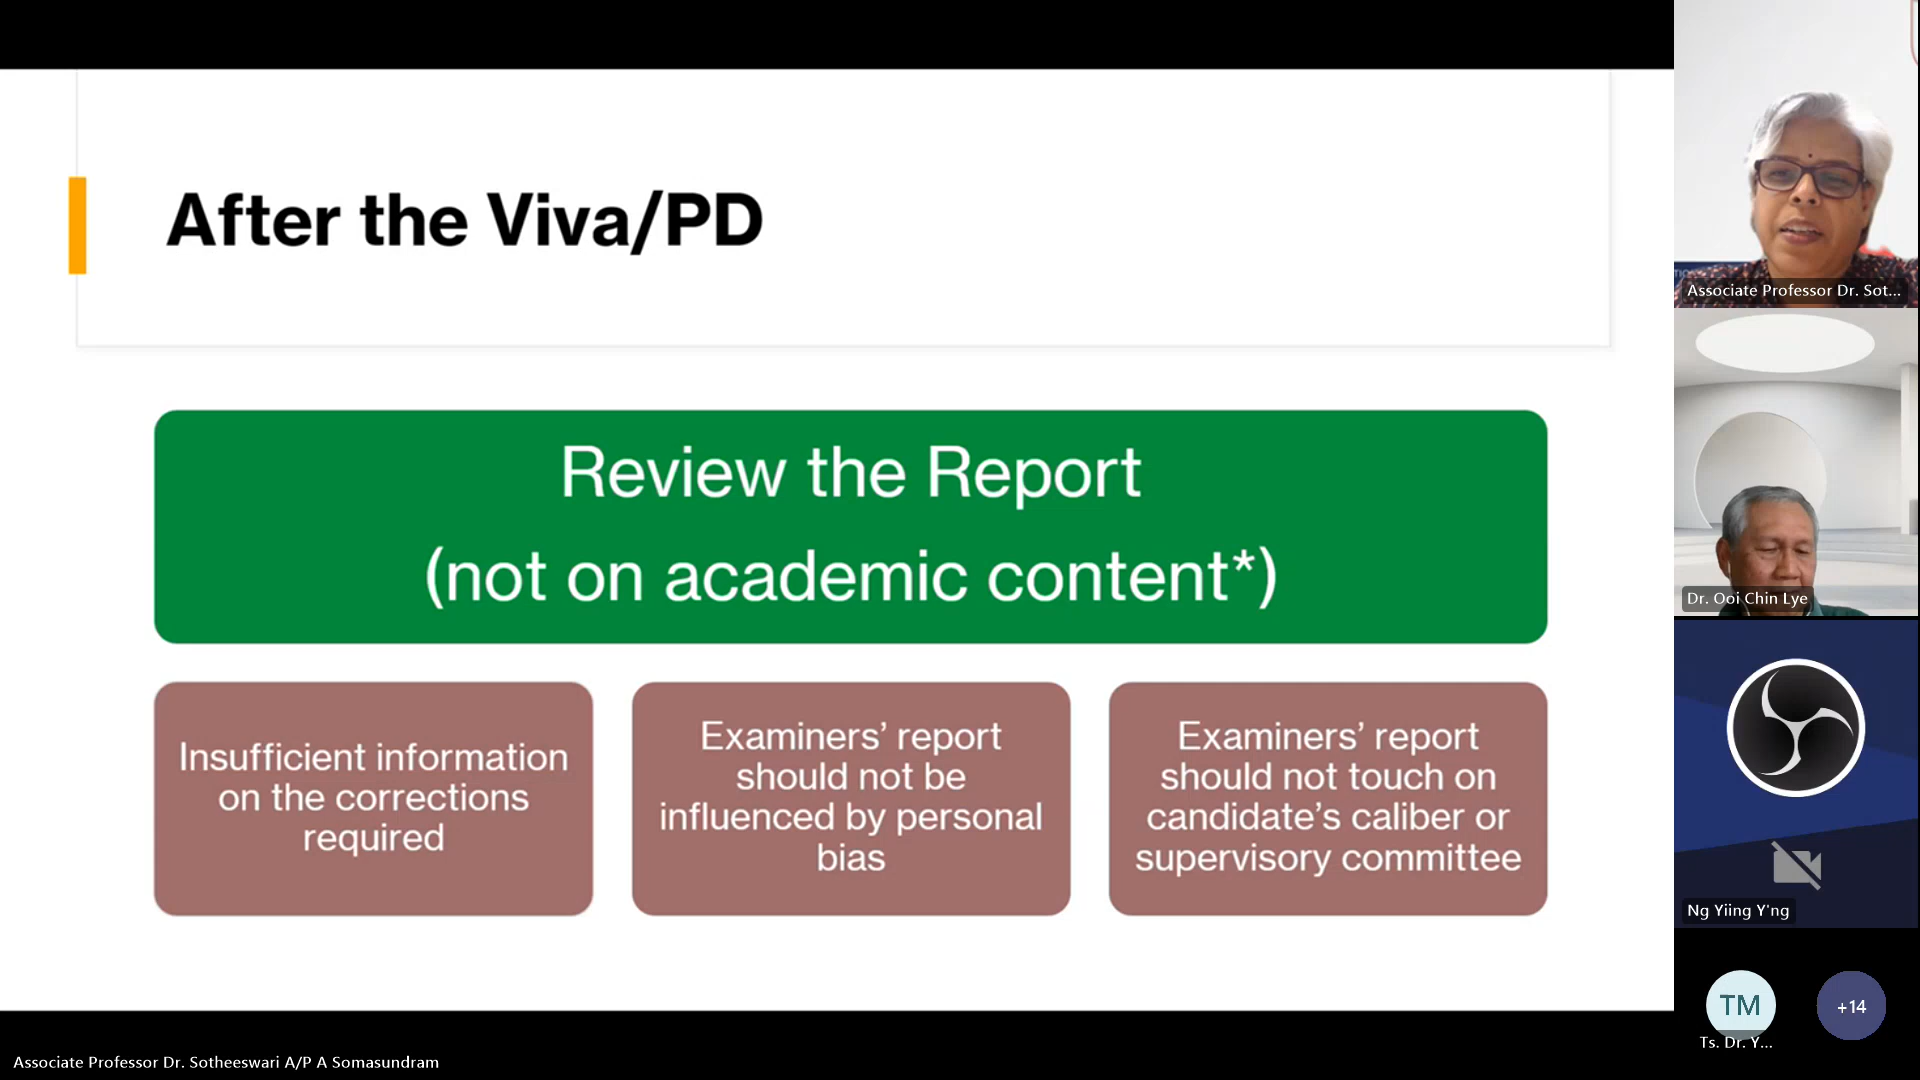 After the Viva/PD
Review the Report
(not on academic content*)
Insufficient information
on the corrections
required
Examiners’ report
should not be
influenced by personal
bias
Examiners’ report
should not touch on
candidate’s caliber or
supervisory committee
Associate Professor Dr. Sot...
Dr. Ooi Chin Lye
Ng Yiing Y'ng
TM
+14
Ts. Dr. Y...
Associate Professor Dr. Sotheeswari A/P A Somasundram